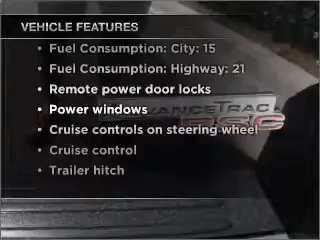 VEHICLE FEATURES
• Fuel Consumption: City: 15
• Fuel Consumption: Highway: 21
• Remote power door locks
• Power windows
• Cruise controls on steering wheel
• Cruise control
• Trailer hitch